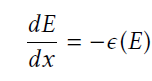 dE/dx = −ϵ(E)